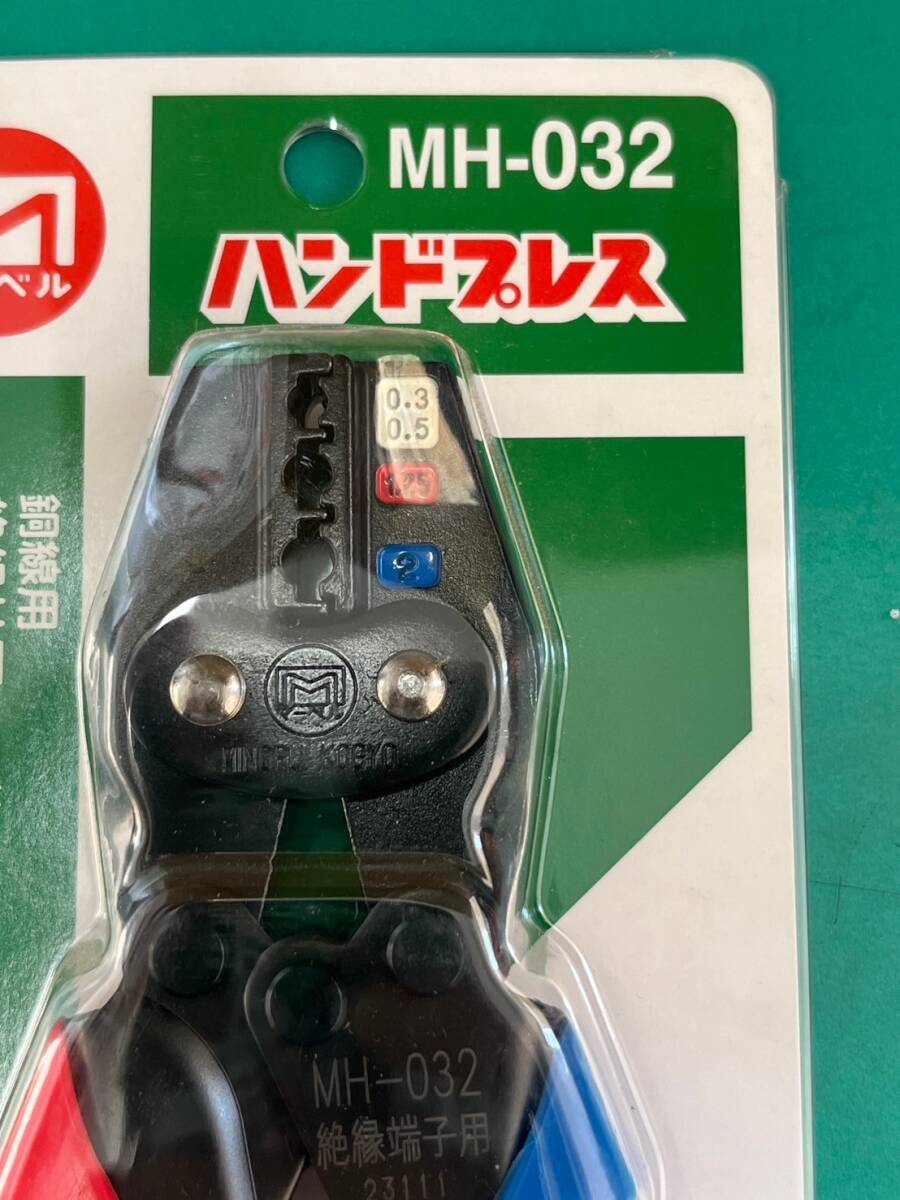 MH-032
ハンドプレス
ベル
0.3
0.5
1.25
2
銅線用
MINORU KOGYO
MH-032
絶縁端子用
23111